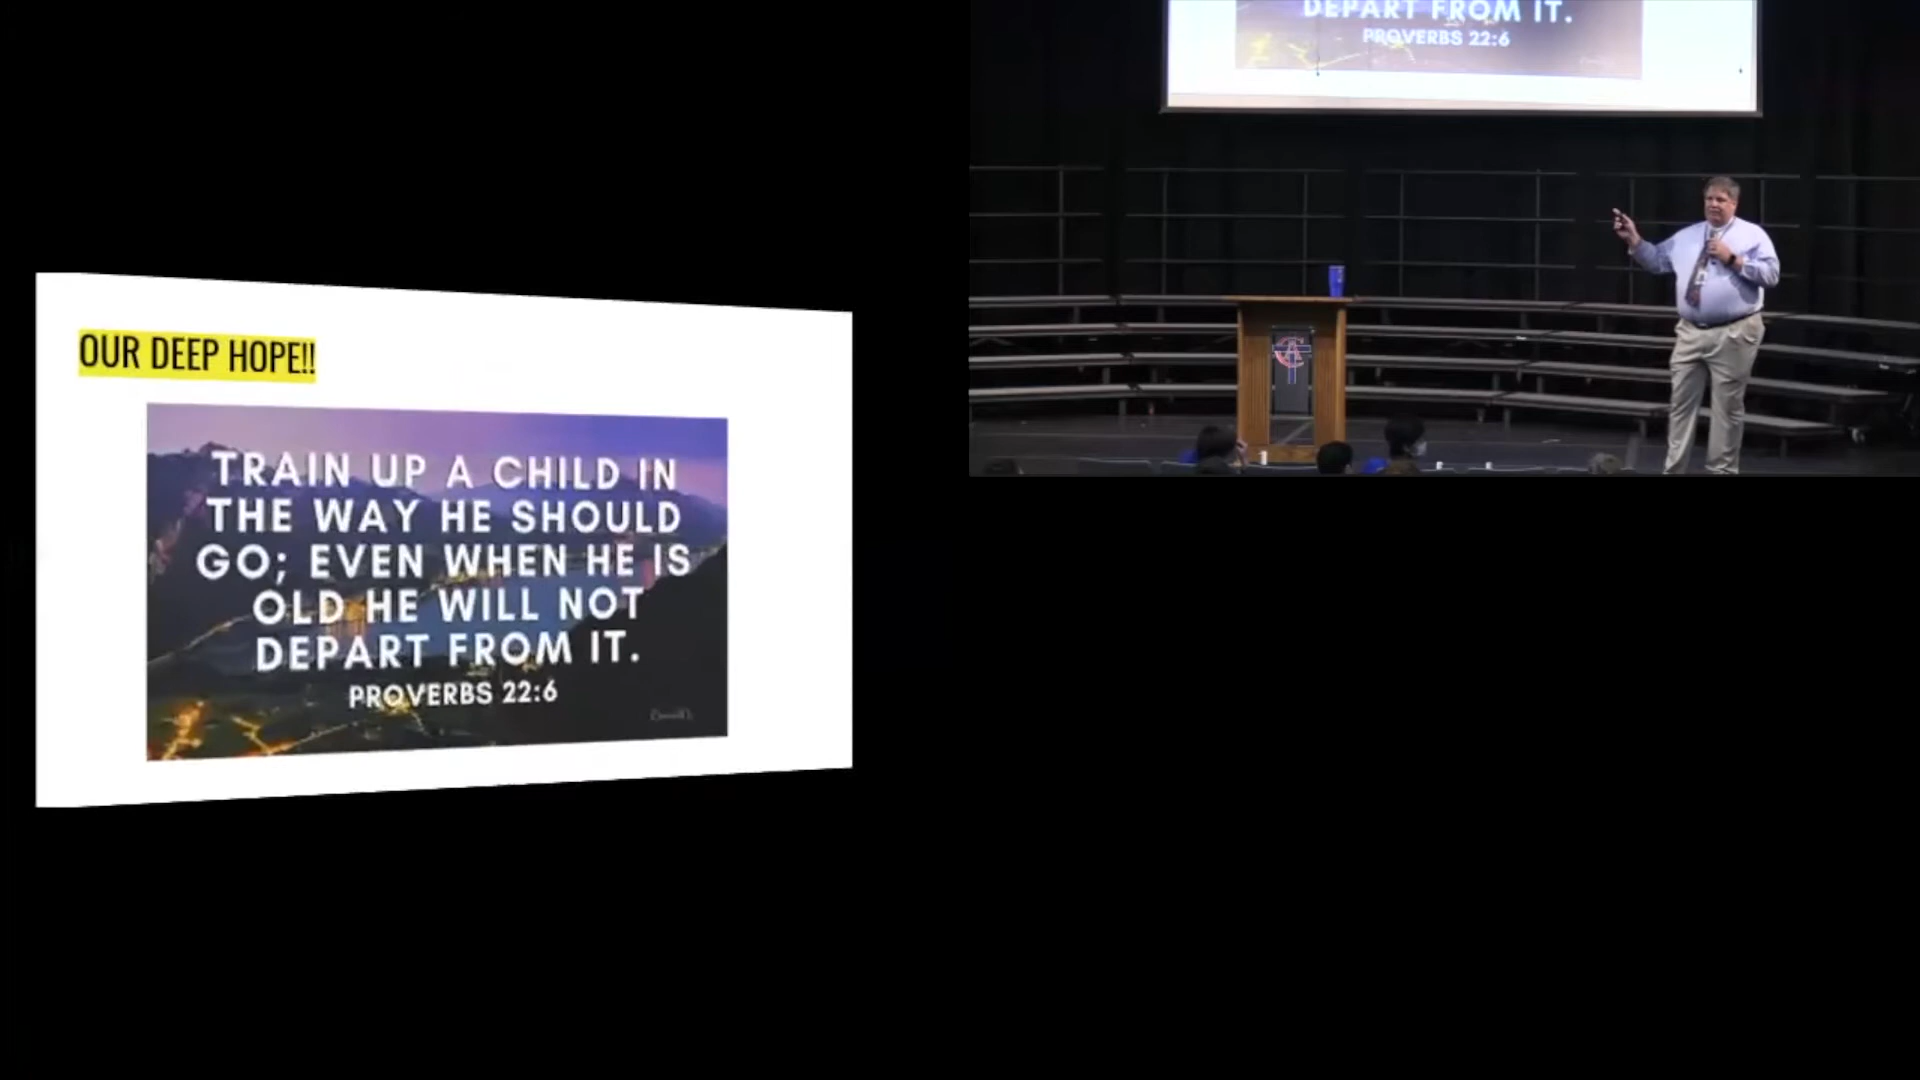 OUR DEEP HOPE!!
TRAIN UP A CHILD IN
THE WAY HE SHOULD
GO; EVEN WHEN HE IS
OLD HE WILL NOT
DEPART FROM IT.
PROVERBS 22:6
DEPART FROM IT.
PROVERBS 22:6